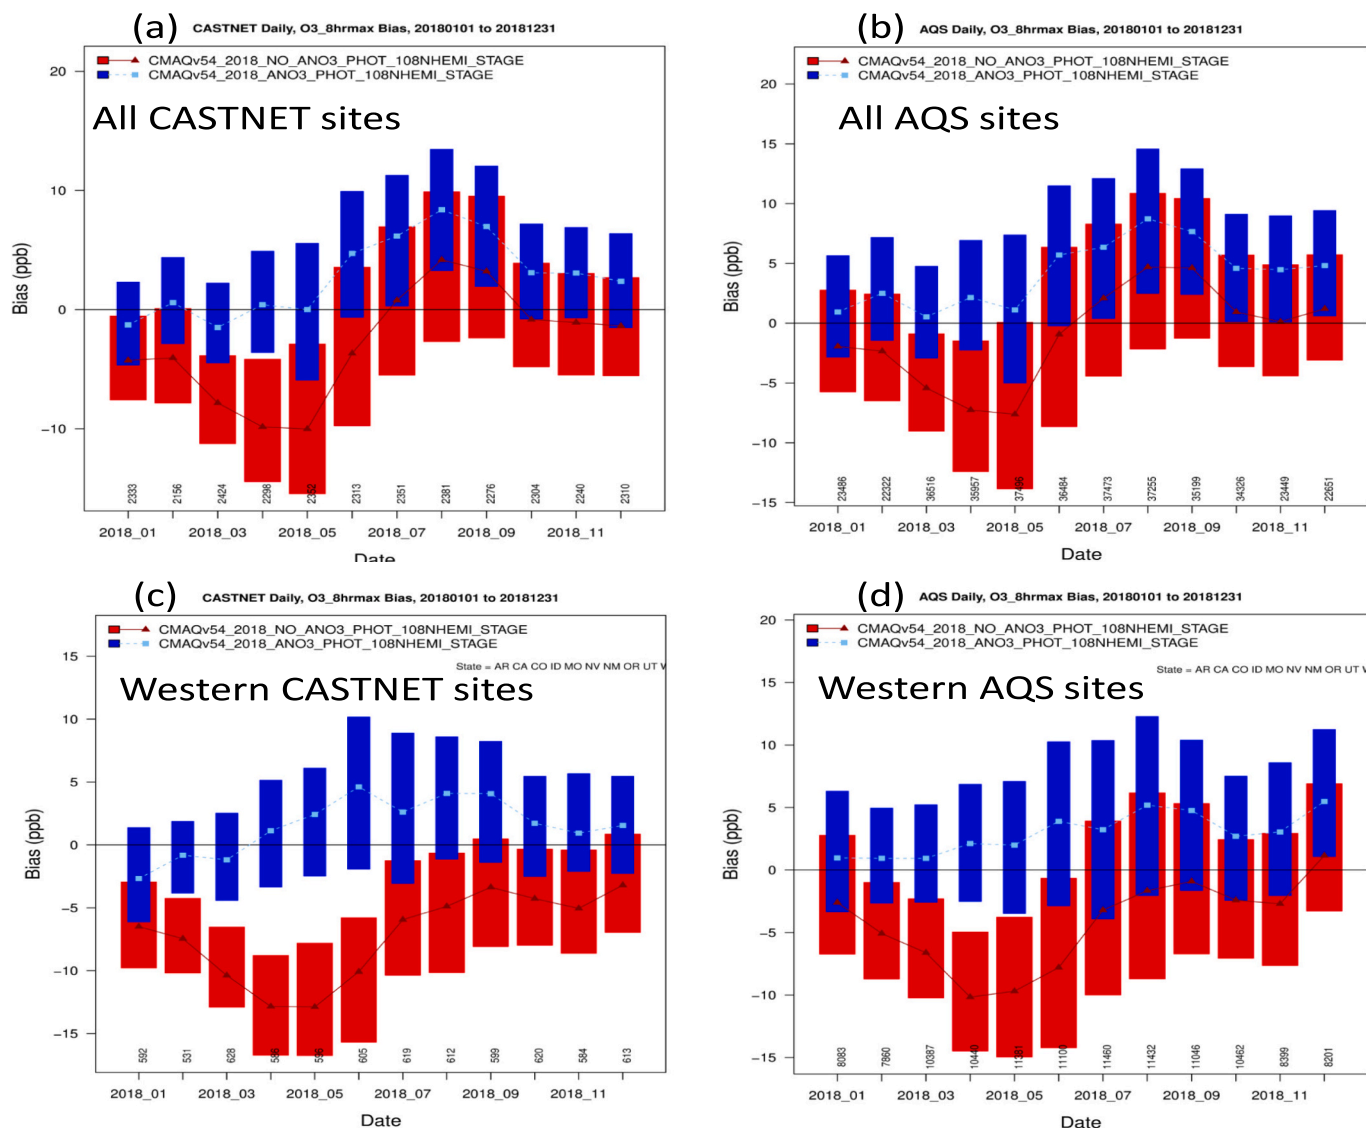 (a)
CASTNET Daily, O3_8hrmax Bias, 20180101 to 20181231
CMAQv54_2018_NO_ANO3_PHOT_108NHEMI_STAGE
CMAQv54_2018_ANO3_PHOT_108NHEMI_STAGE
All CASTNET sites
Bias (ppb)
20
10
0
−10
2333 2156 2424 2298 2352 2313 2351 2381 2276 2304 2240 2310
2018_01 2018_03 2018_05 2018_07 2018_09 2018_11
Date
(b)
AQS Daily, O3_8hrmax Bias, 20180101 to 20181231
CMAQv54_2018_NO_ANO3_PHOT_108NHEMI_STAGE
CMAQv54_2018_ANO3_PHOT_108NHEMI_STAGE
All AQS sites
Bias (ppb)
20
15
10
5
0
−5
−10
−15
23486 22322 36516 35957 37496 36484 37473 37255 35199 34326 23449 22651
2018_01 2018_03 2018_05 2018_07 2018_09 2018_11
Date
(c)
CASTNET Daily, O3_8hrmax Bias, 20180101 to 20181231
CMAQv54_2018_NO_ANO3_PHOT_108NHEMI_STAGE
CMAQv54_2018_ANO3_PHOT_108NHEMI_STAGE
State = AR CA CO ID MO NV NM OR UT W
Western CASTNET sites
Bias (ppb)
15
10
5
0
−5
−10
−15
592 531 628 586 596 605 619 612 599 620 584 613
2018_01 2018_03 2018_05 2018_07 2018_09 2018_11
Date
(d)
AQS Daily, O3_8hrmax Bias, 20180101 to 20181231
CMAQv54_2018_NO_ANO3_PHOT_108NHEMI_STAGE
CMAQv54_2018_ANO3_PHOT_108NHEMI_STAGE
State = AR CA CO ID MO NV NM OR UT W
Western AQS sites
Bias (ppb)
20
15
10
5
0
−5
−10
−15
8083 7860 10087 10440 11381 11100 11460 11432 11046 10462 8399 8201
2018_01 2018_03 2018_05 2018_07 2018_09 2018_11
Date